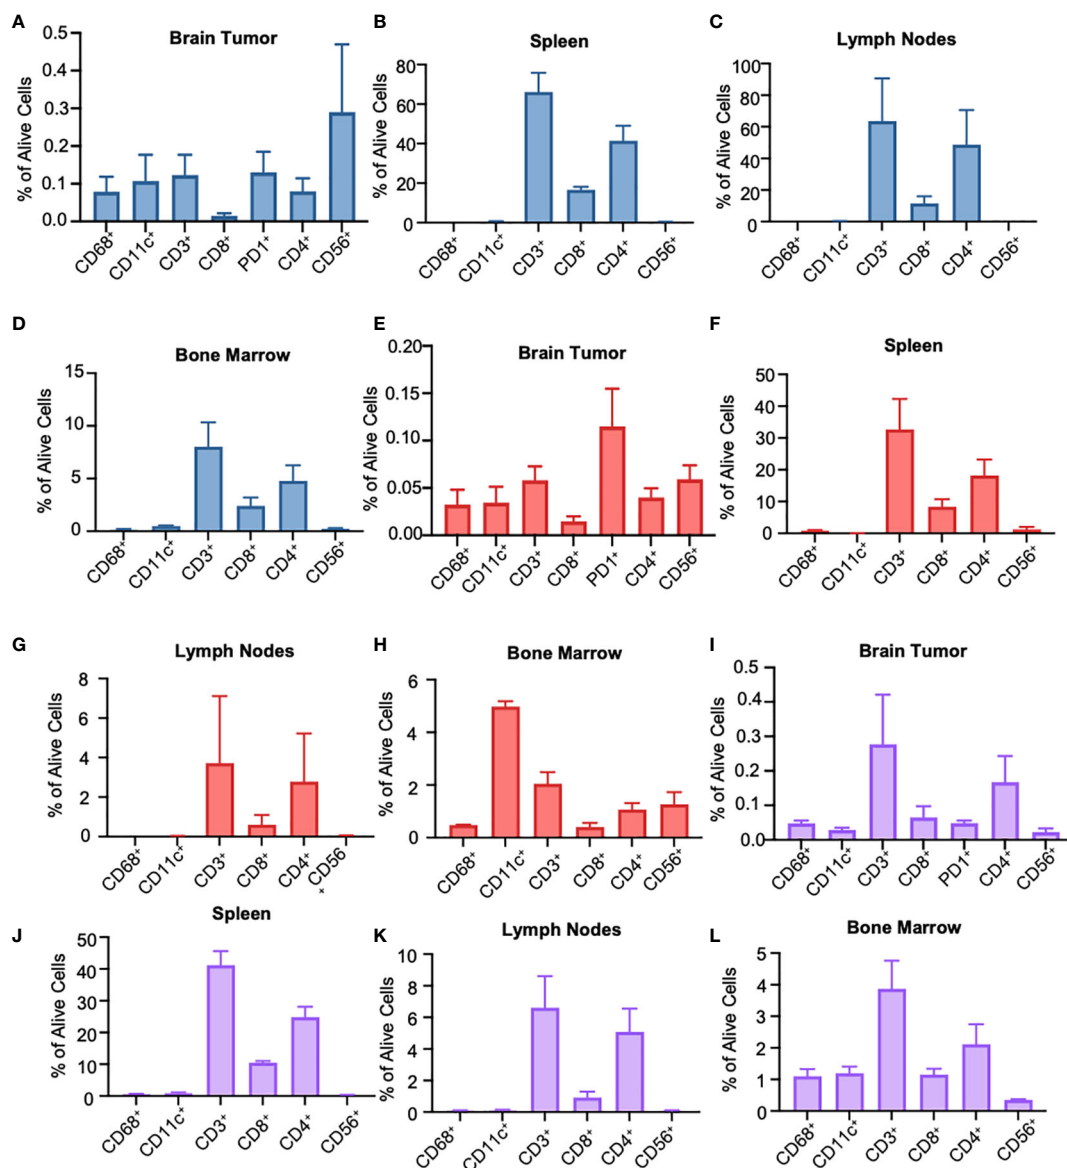 A
Brain Tumor
% of Alive Cells
0.5
0.4
0.3
0.2
0.1
0.0
CD68+ CD11c+ CD3+ CD8+ PD1+ CD4+ CD56+
B
Spleen
% of Alive Cells
80
60
40
20
0
CD68+ CD11c+ CD3+ CD8+ CD4+ CD56+
C
Lymph Nodes
% of Alive Cells
100
80
60
40
20
0
CD68+ CD11c+ CD3+ CD8+ CD4+ CD56+
D
Bone Marrow
% of Alive Cells
15
10
5
0
CD68+ CD11c+ CD3+ CD8+ CD4+ CD56+
E
Brain Tumor
% of Alive Cells
0.20
0.15
0.10
0.05
0.00
CD68+ CD11c+ CD3+ CD8+ PD1+ CD4+ CD56+
F
Spleen
% of Alive Cells
50
40
30
20
10
0
CD68+ CD11c+ CD3+ CD8+ CD4+ CD56+
G
Lymph Nodes
% of Alive Cells
8
6
4
2
0
CD68+ CD11c+ CD3+ CD8+ CD4+ + CD56
H
Bone Marrow
% of Alive Cells
6
4
2
0
CD68+ CD11c+ CD3+ CD8+ CD4+ CD56+
I
Brain Tumor
% of Alive Cells
0.5
0.4
0.3
0.2
0.1
0.0
CD68+ CD11c+ CD3+ CD8+ PD1+ CD4+ CD56+
J
Spleen
% of Alive Cells
50
40
30
20
10
0
CD68+ CD11c+ CD3+ CD8+ CD4+ CD56+
K
Lymph Nodes
% of Alive Cells
10
8
6
4
2
0
CD68+ CD11c+ CD3+ CD8+ CD4+ CD56+
L
Bone Marrow
% of Alive Cells
5
4
3
2
1
0
CD68+ CD11c+ CD3+ CD8+ CD4+ CD56+